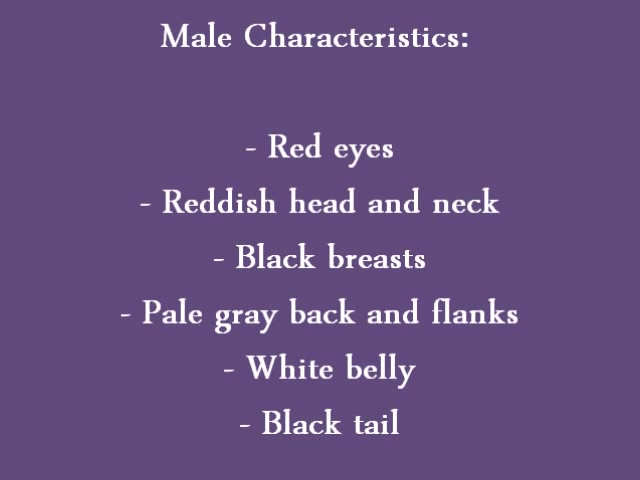 Male Characteristics:
- Red eyes
- Reddish head and neck
- Black breasts
- Pale gray back and flanks
- White belly
- Black tail